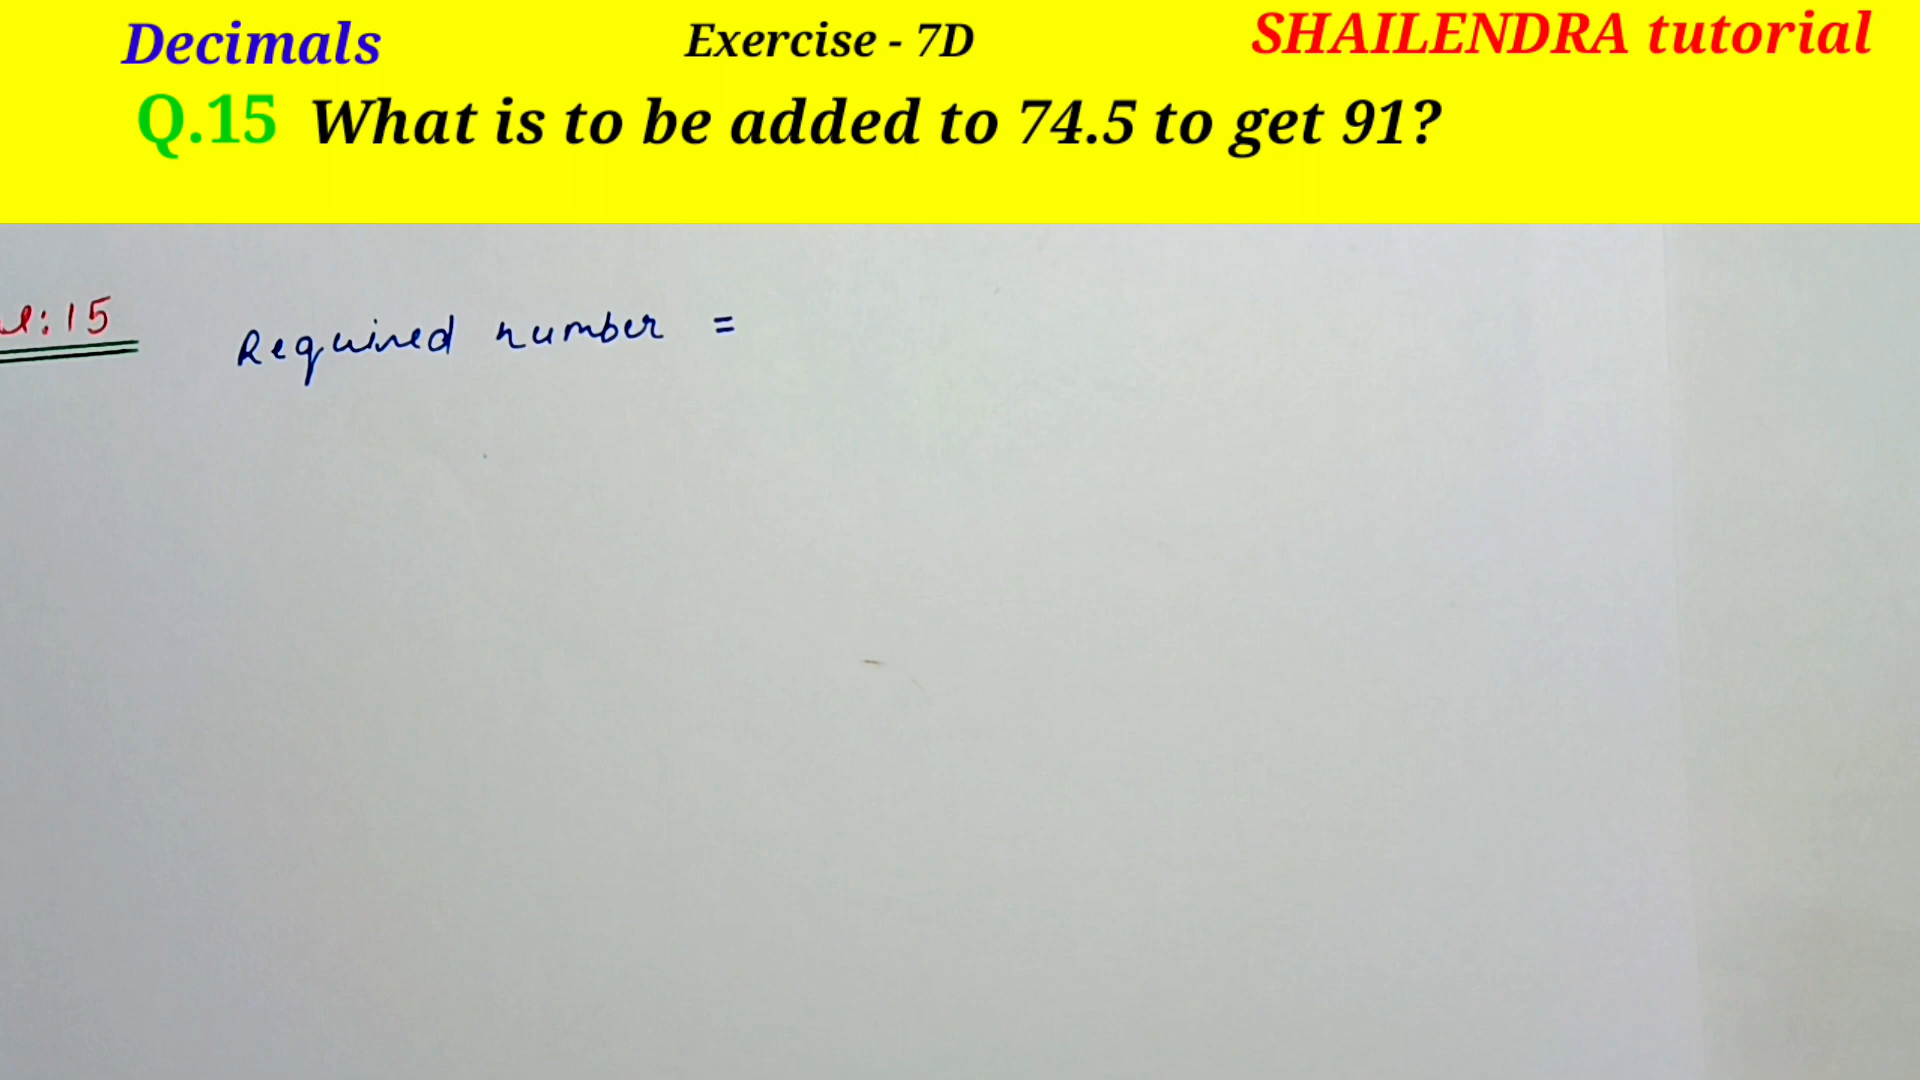 Decimals Exercise - 7D SHAILENDRA tutorial
Q.15 What is to be added to 74.5 to get 91?
:15 Required number =